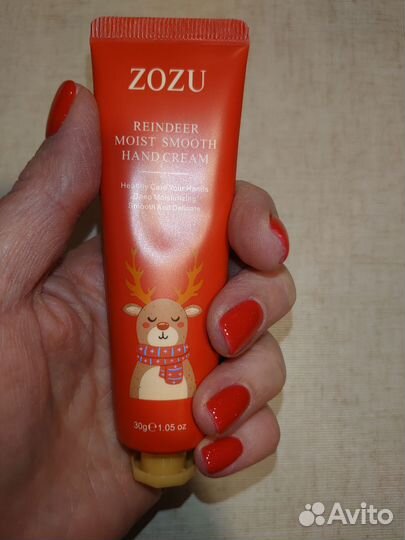 ZOZU
REINDEER
MOIST SMOOTH
HAND CREAM
Healthy Care Your Hands
Deep Moisturizing
Smooth And Delicate
30g℮1.05 oz
Avito